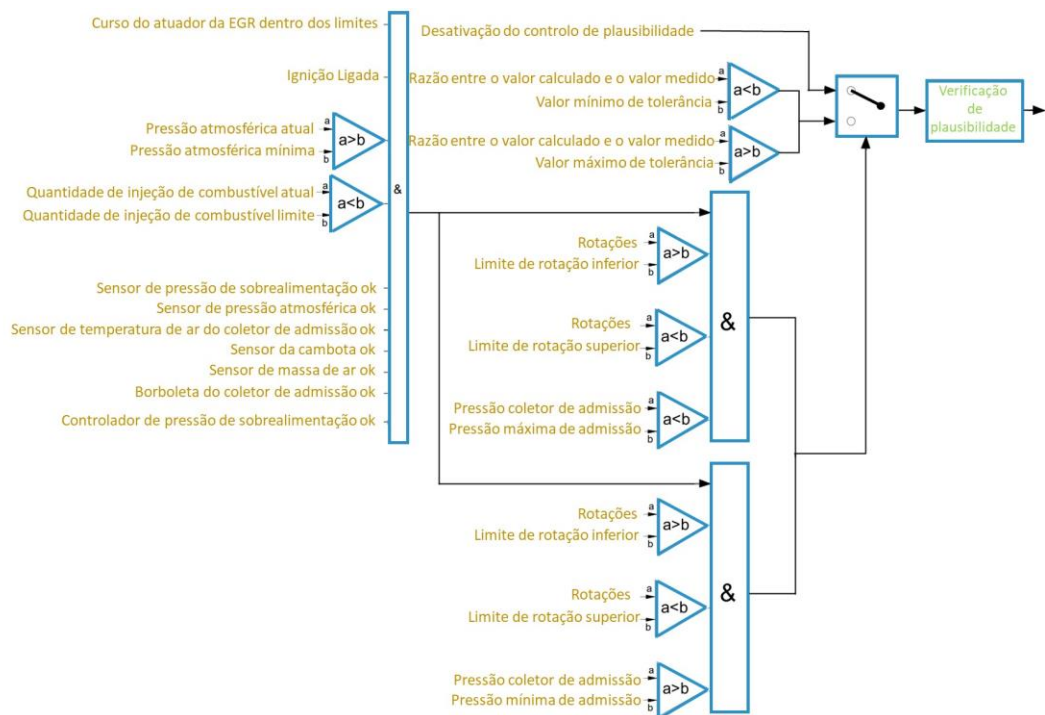 Curso do atuador da EGR dentro dos limites
Ignição Ligada
a
Pressão atmosférica atual
a>b
Pressão atmosférica mínima
b
a
Quantidade de injeção de combustível atual
a<b
Quantidade de injeção de combustível limite
b
&
Sensor de pressão de sobrealimentação ok
Sensor de pressão atmosférica ok
Sensor de temperatura de ar do coletor de admissão ok
Sensor da cambota ok
Sensor de massa de ar ok
Borboleta do coletor de admissão ok
Controlador de pressão de sobrealimentação ok
Desativação do controlo de plausibilidade
a
Razão entre o valor calculado e o valor medido
a<b
Valor mínimo de tolerância
b
a
Razão entre o valor calculado e o valor medido
a>b
Valor máximo de tolerância
b
Verificação
de
plausibilidade
a
Rotações
a>b
Limite de rotação inferior
b
a
Rotações
a<b
Limite de rotação superior
b
&
a
Pressão coletor de admissão
a<b
Pressão máxima de admissão
b
a
Rotações
a>b
Limite de rotação inferior
b
a
Rotações
a<b
Limite de rotação superior
b
&
a
Pressão coletor de admissão
a>b
Pressão mínima de admissão
b